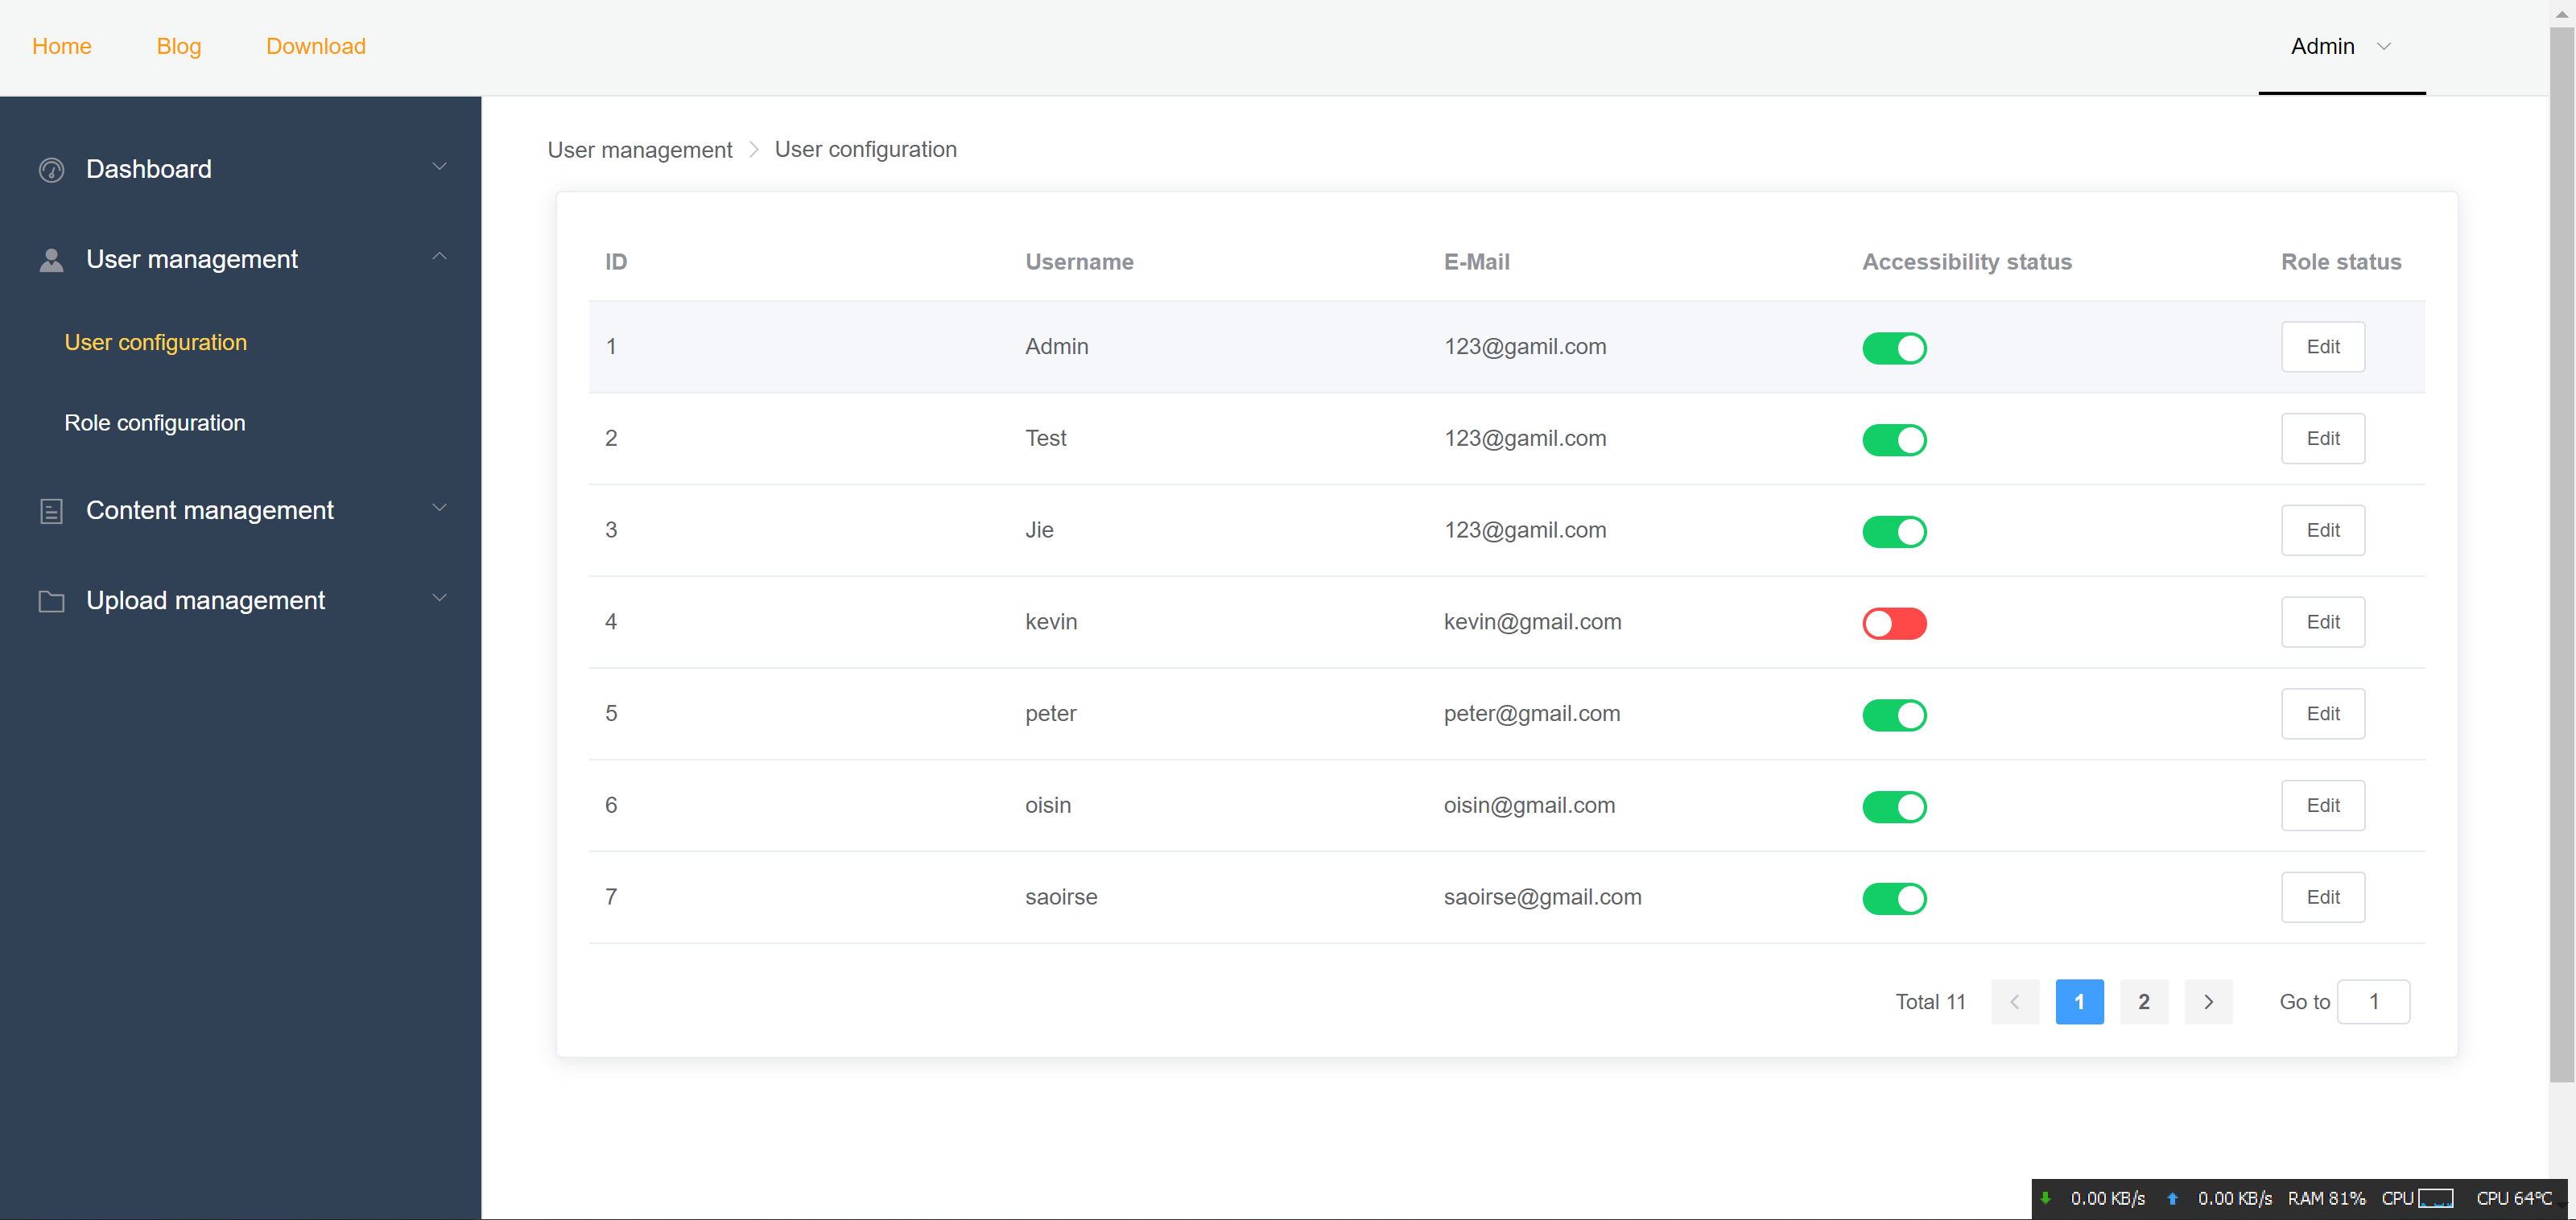 Home Blog Download Admin
Dashboard
User management
User configuration
Role configuration
Content management
Upload management
User management User configuration
ID Username E-Mail Accessibility status Role status
1 Admin 123@gamil.com Edit
2 Test 123@gamil.com Edit
3 Jie 123@gamil.com Edit
4 kevin kevin@gmail.com Edit
5 peter peter@gmail.com Edit
6 oisin oisin@gmail.com Edit
7 saoirse saoirse@gmail.com Edit
Total 11 1 2 Go to 1
0.00 KB/s 0.00 KB/s RAM 81% CPU CPU 64°C